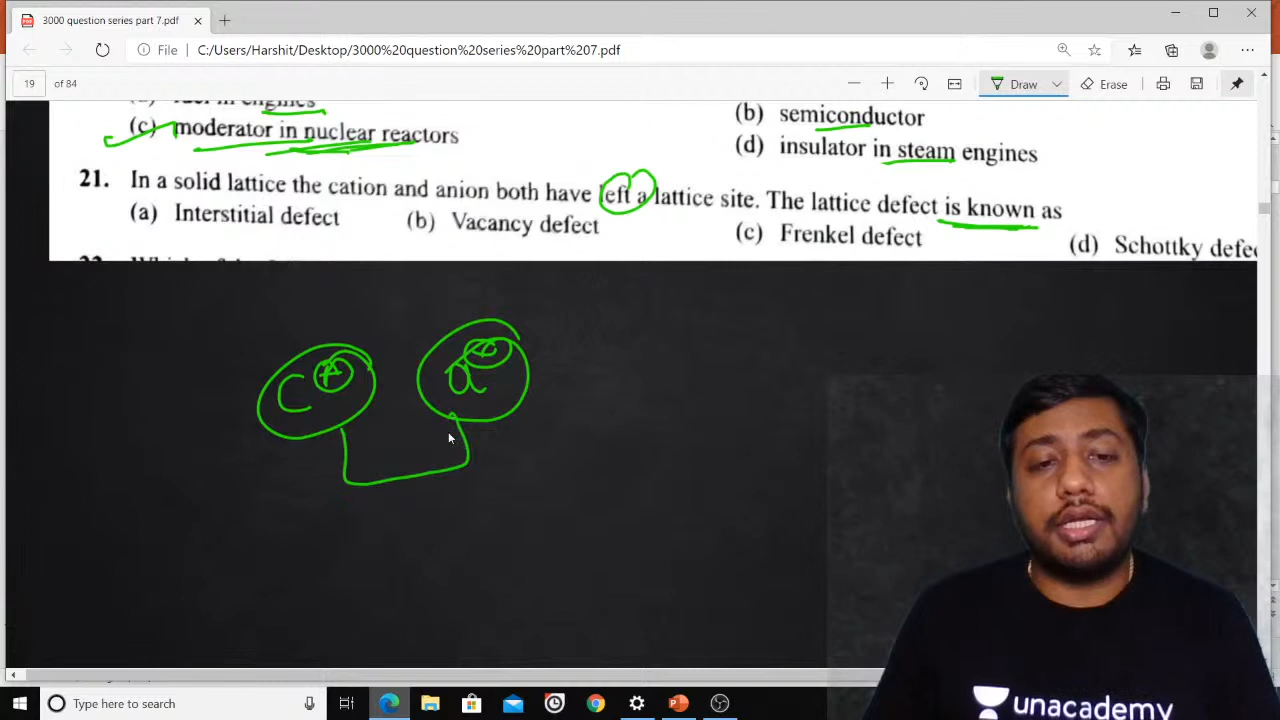 3000 question series part 7.pdf
File
C:/Users/Harshit/Desktop/3000%20question%20series%20part%207.pdf
19 of 84
Draw
Erase
engines
(c) moderator in nuclear reactors
(b) semiconductor
(d) insulator in steam engines
21. In a solid lattice the cation and anion both have left a lattice site. The lattice defect is known as
(a) Interstitial defect (b) Vacancy defect (c) Frenkel defect (d) Schottky defe
C+
a-
unacademy
Type here to search